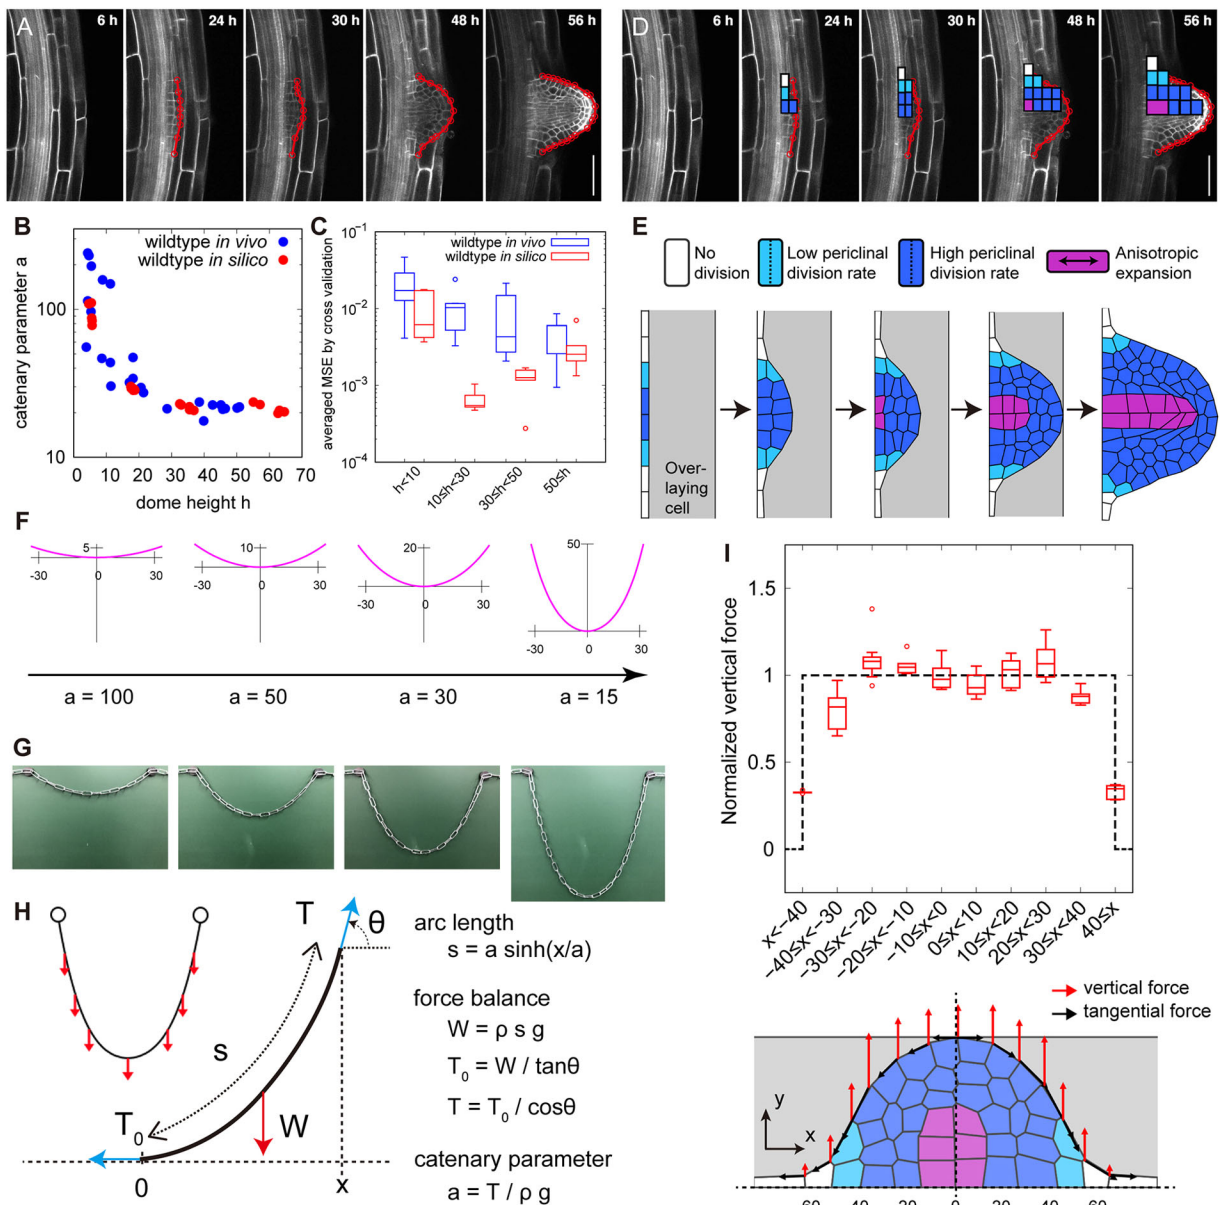 A
6 h
24 h
30 h
48 h
56 h
D
6 h
24 h
30 h
48 h
56 h
B
catenary parameter a
100
10
wildtype in vivo
wildtype in silico
0 10 20 30 40 50 60 70
dome height h
C
averaged MSE by cross validation
10⁻¹
10⁻²
10⁻³
10⁻⁴
wildtype in vivo
wildtype in silico
h<10
10≤h<30
30≤h<50
50≤h
E
No
division
Low periclinal
division rate
High periclinal
division rate
Anisotropic
expansion
Over-
laying
cell
F
5
-30 0 30
10
-30 0 30
20
-30 0 30
50
-30 0 30
a = 100
a = 50
a = 30
a = 15
G
H
T
θ
s
T₀
W
0
x
arc length
s = a sinh(x/a)
force balance
W = ρ s g
T₀ = W / tanθ
T = T₀ / cosθ
catenary parameter
a = T / ρ g
I
Normalized vertical force
1.5
1
0.5
0
x<−40
−40≤x<−30
−30≤x<−20
−20≤x<−10
−10≤x<0
0≤x<10
10≤x<20
20≤x<30
30≤x<40
40≤x
vertical force
tangential force
y
x
-60 -40 -20 0 20 40 60